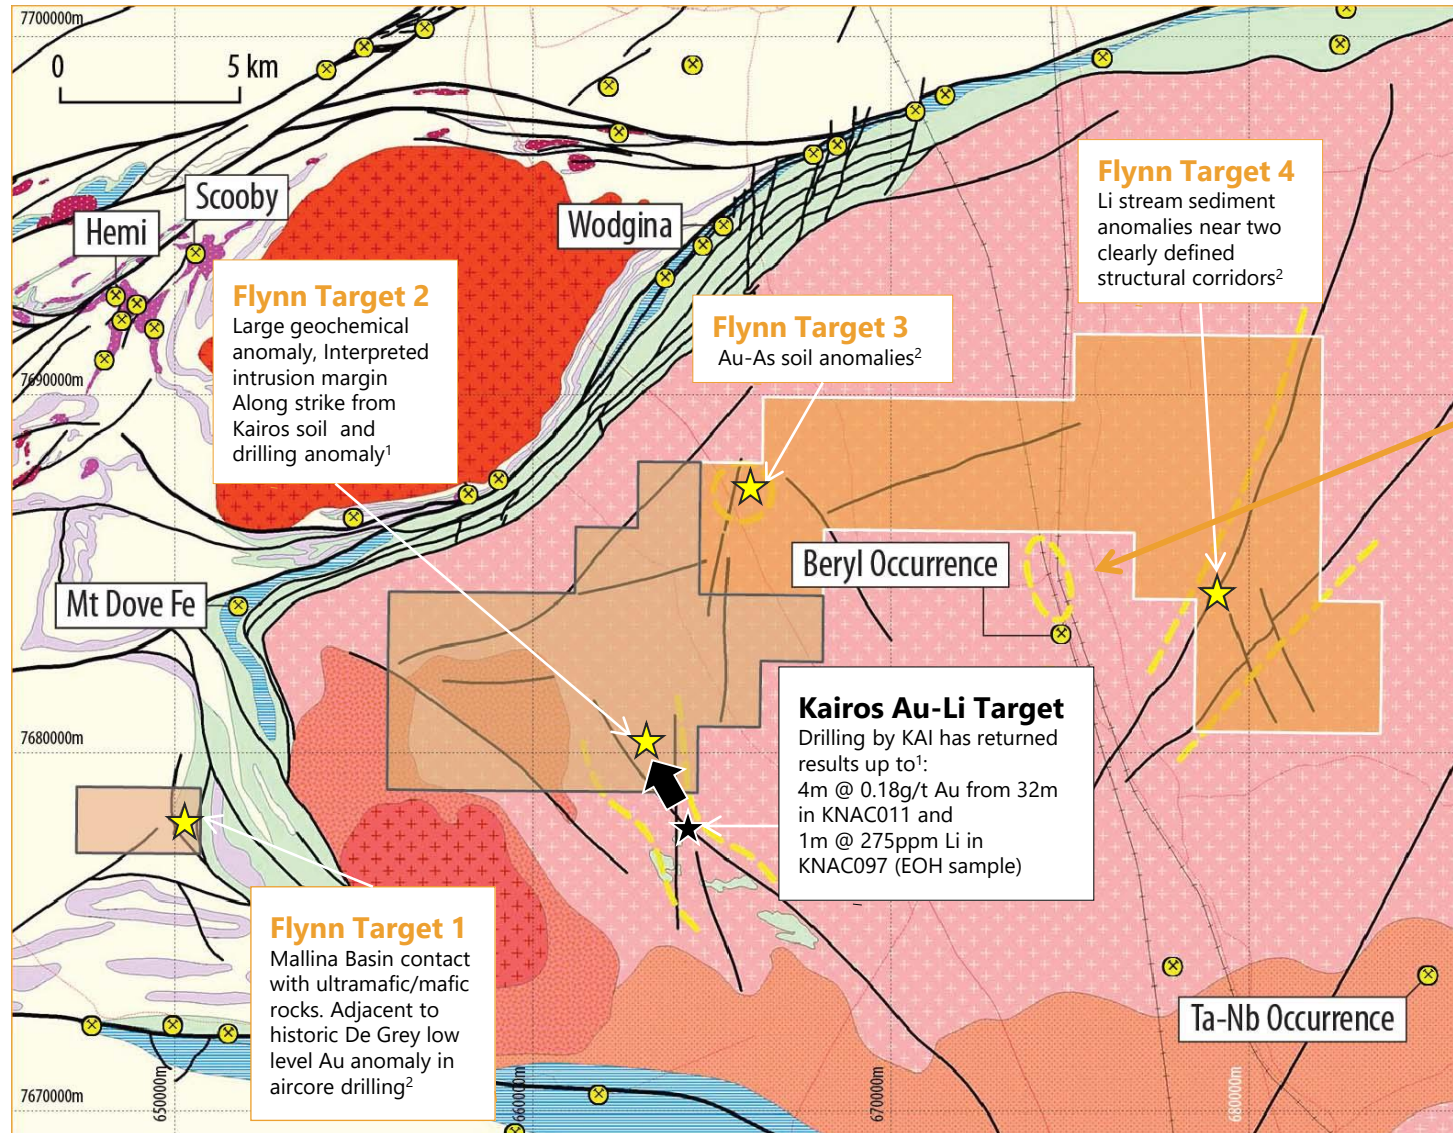 7700000m
0
5 km
Scooby
Hemi
Wodgina
Flynn Target 4
Li stream sediment
anomalies near two
clearly defined
structural corridors²
Flynn Target 2
Large geochemical
anomaly, Interpreted
intrusion margin
Along strike from
Kairos soil and
drilling anomaly¹
Flynn Target 3
Au-As soil anomalies²
7690000m
Beryl Occurrence
Mt Dove Fe
Kairos Au-Li Target
Drilling by KAI has returned
results up to¹:
4m @ 0.18g/t Au from 32m
in KNAC011 and
1m @ 275ppm Li in
KNAC097 (EOH sample)
7680000m
Flynn Target 1
Mallina Basin contact
with ultramafic/mafic
rocks. Adjacent to
historic De Grey low
level Au anomaly in
aircore drilling²
Ta-Nb Occurrence
7670000m
650000m
660000m
670000m
680000m